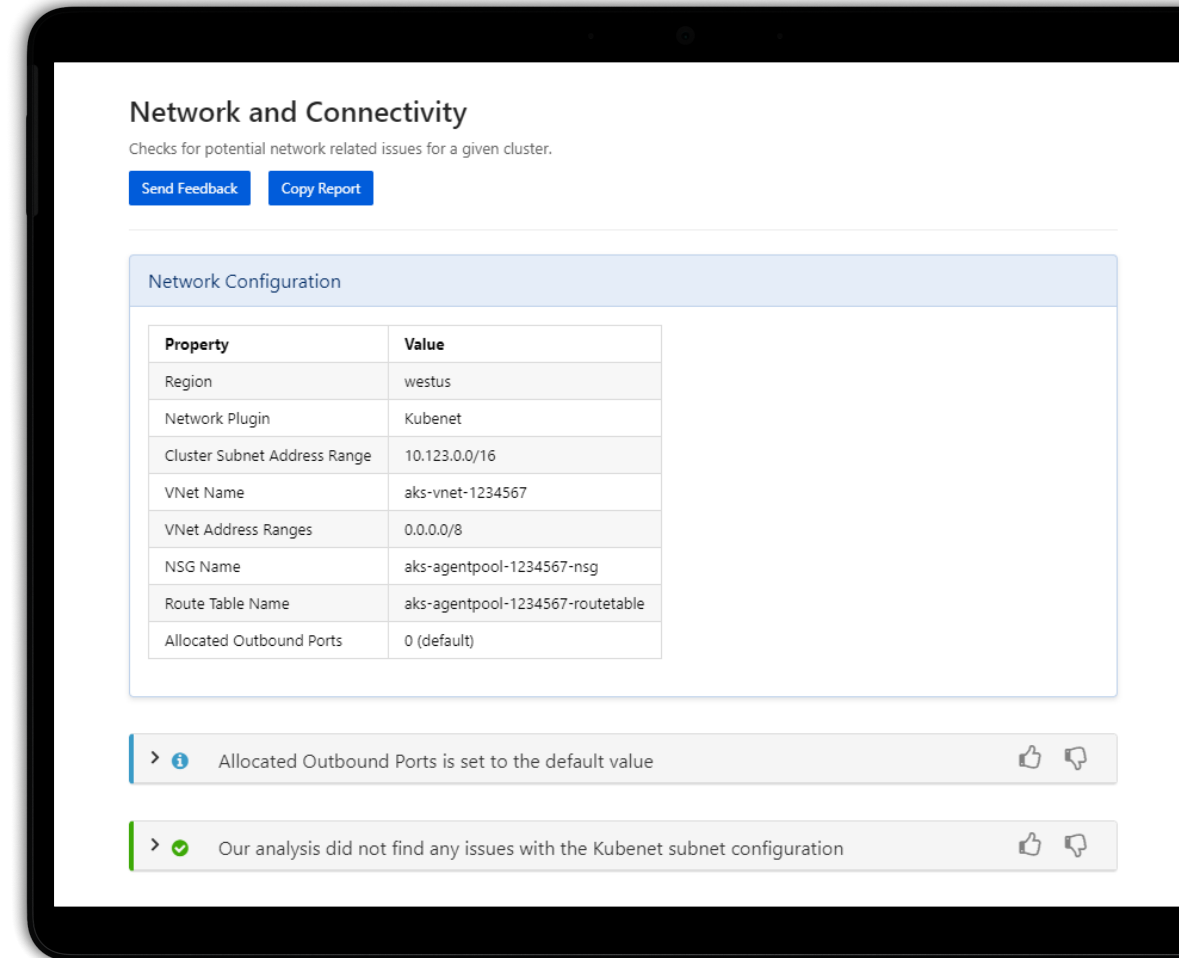 Network and Connectivity
Checks for potential network related issues for a given cluster.
Send Feedback Copy Report
Network Configuration
Property Value
Region westus
Network Plugin Kubenet
Cluster Subnet Address Range 10.123.0.0/16
VNet Name aks-vnet-1234567
VNet Address Ranges 0.0.0.0/8
NSG Name aks-agentpool-1234567-nsg
Route Table Name aks-agentpool-1234567-routetable
Allocated Outbound Ports 0 (default)
Allocated Outbound Ports is set to the default value
Our analysis did not find any issues with the Kubenet subnet configuration